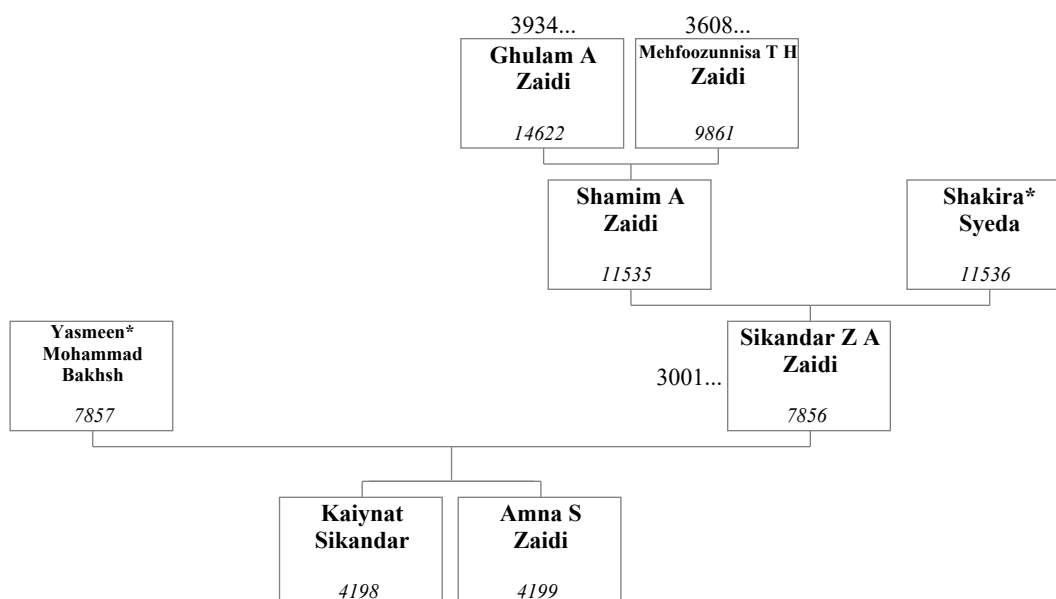 3934...
3608...
Ghulam A
Zaidi
14622
Mehfoozunnisa T H
Zaidi
9861
Shamim A
Zaidi
11535
Shakira*
Syeda
11536
Yasmeen*
Mohammad
Bakhsh
7857
Sikandar Z A
Zaidi
7856
3001...
Kaiynat
Sikandar
4198
Amna S
Zaidi
4199